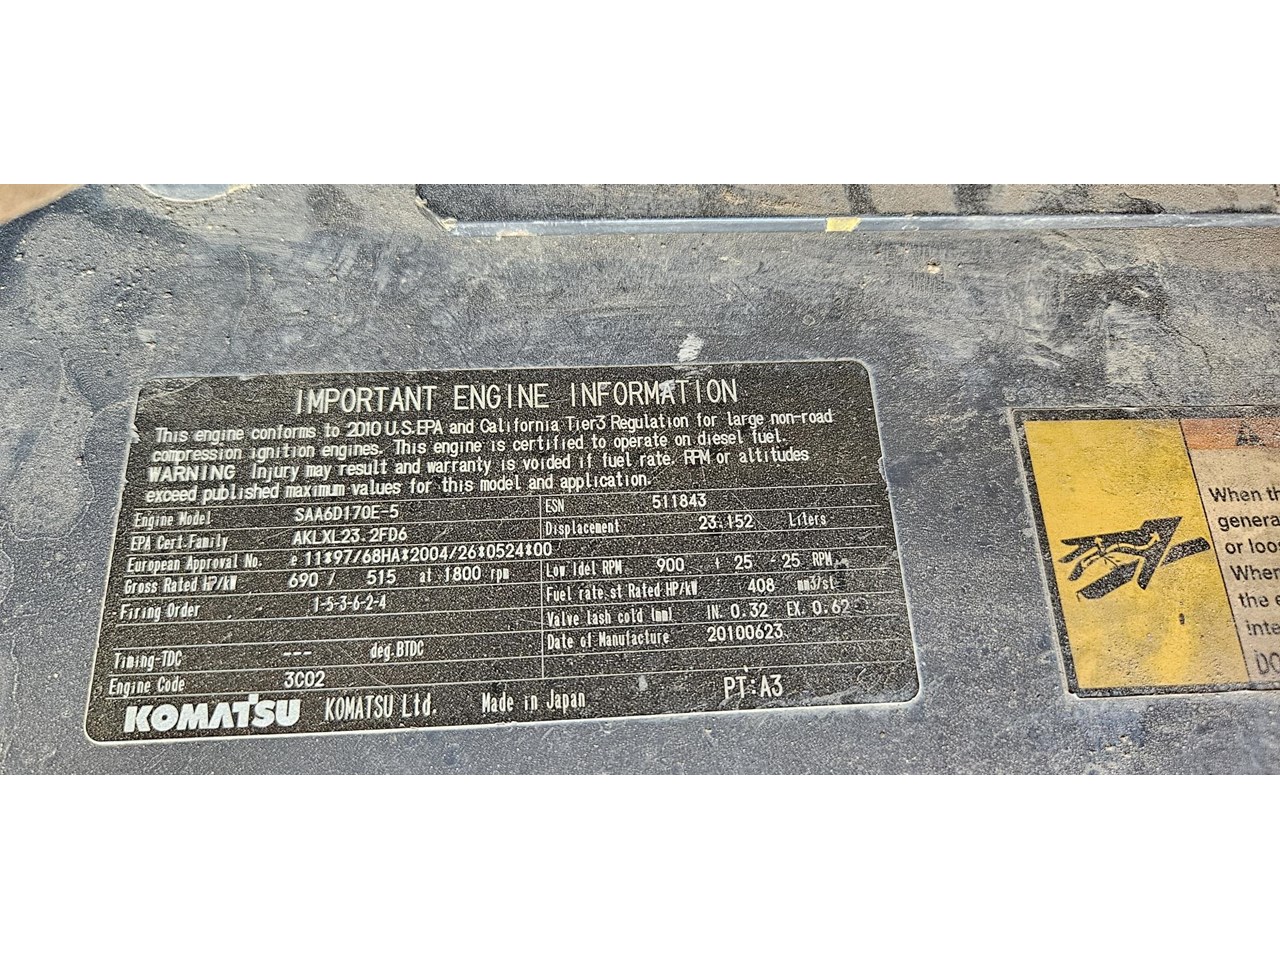 IMPORTANT ENGINE INFORMATION
This engine conforms to 2010 U.S.EPA and California Tier3 Regulation for large non-road
compression ignition engines. This engine is certified to operate on diesel fuel.
WARNING Injury may result and warranty is voided if fuel rate. RPM or altitudes
exceed published maximum values for this model and application.
Engine Model SAA6D170E-5 ESN 511843
EPA Cert.Family AKLXL23.2FD6 Displacement 23.152 Liters
European Approval No. e 11*97/68HA*2004/26*0524*00
Gross Rated HP/kW 690 / 515 at 1800 rpm Low Idel RPM 900 + 25 - 25 RPM
Firing Order 1-5-3-6-2-4 Fuel rate.st Rated HP/kW 408 mm3/st
Valve lash cold (mm) IN. 0.32 EX. 0.62
Timing-TDC --- deg.BTDC Date of Manufacture 20100623
Engine Code 3C02
KOMATSU KOMATSU Ltd. Made in Japan PT:A3
When th
genera
or loo
When
the e
inte
DO